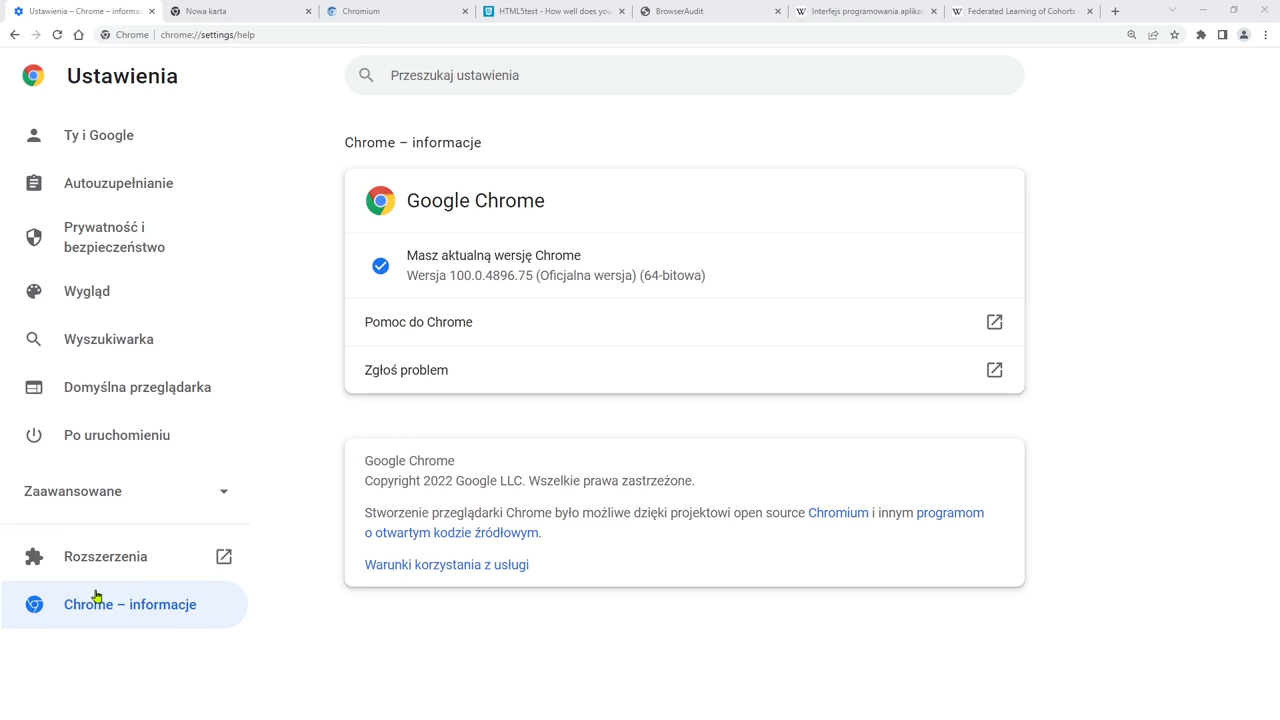 Ustawienia – Chrome – informa
Nowa karta
Chromium
HTML5test - How well does you
BrowserAudit
Interfejs programowania aplika
Federated Learning of Cohorts -
Chrome | chrome://settings/help
Ustawienia
Przeszukaj ustawienia
Ty i Google
Autouzupełnianie
Prywatność i
bezpieczeństwo
Wygląd
Wyszukiwarka
Domyślna przeglądarka
Po uruchomieniu
Zaawansowane
Rozszerzenia
Chrome – informacje
Chrome – informacje
Google Chrome
Masz aktualną wersję Chrome
Wersja 100.0.4896.75 (Oficjalna wersja) (64-bitowa)
Pomoc do Chrome
Zgłoś problem
Google Chrome
Copyright 2022 Google LLC. Wszelkie prawa zastrzeżone.
Stworzenie przeglądarki Chrome było możliwe dzięki projektowi open source Chromium i innym programom
o otwartym kodzie źródłowym.
Warunki korzystania z usługi